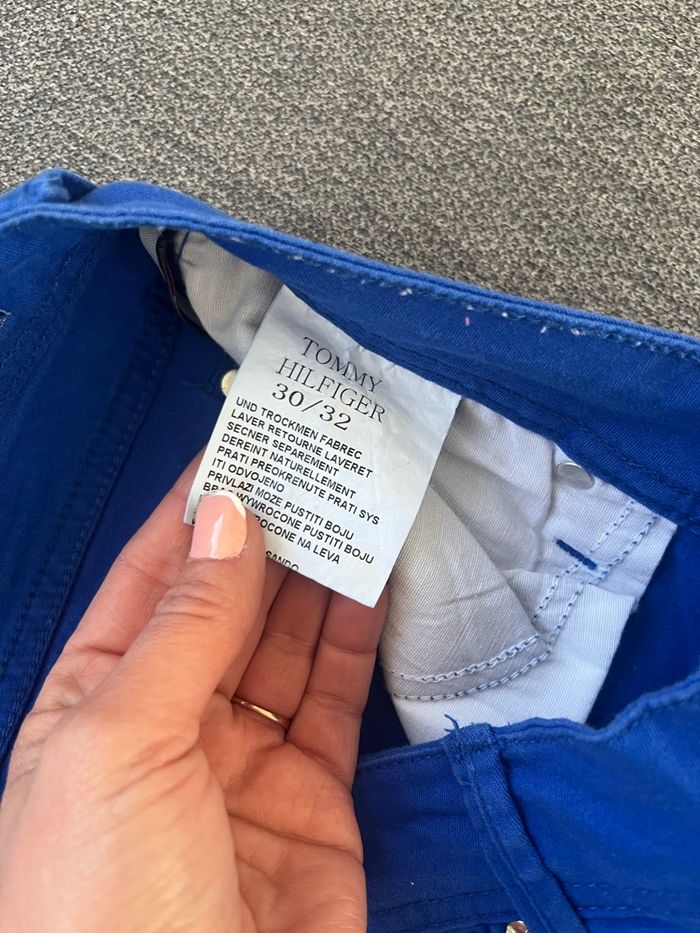 TOMMY
HILFIGER
30/32
UND TROCKMEN FABREC
LAVER RETOURNE LAVERET
SECNER SEPAREMENT
DEREINT NATURELLEMENT
PRATI PREOKRENUTE PRATI SYS
ITI ODVOJENO
PRIVLAZI MOZE PUSTITI BOJU
WYWROCONE PUSTITI BOJU
NA LEVA